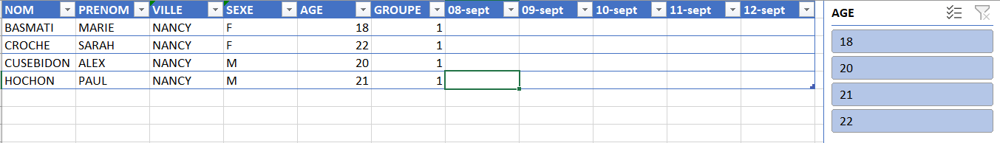 NOM PRENOM VILLE SEXE AGE GROUPE 08-sept 09-sept 10-sept 11-sept 12-sept
BASMATI MARIE NANCY F 18 1
CROCHE SARAH NANCY F 22 1
CUSEBIDON ALEX NANCY M 20 1
HOCHON PAUL NANCY M 21 1
AGE
18
20
21
22